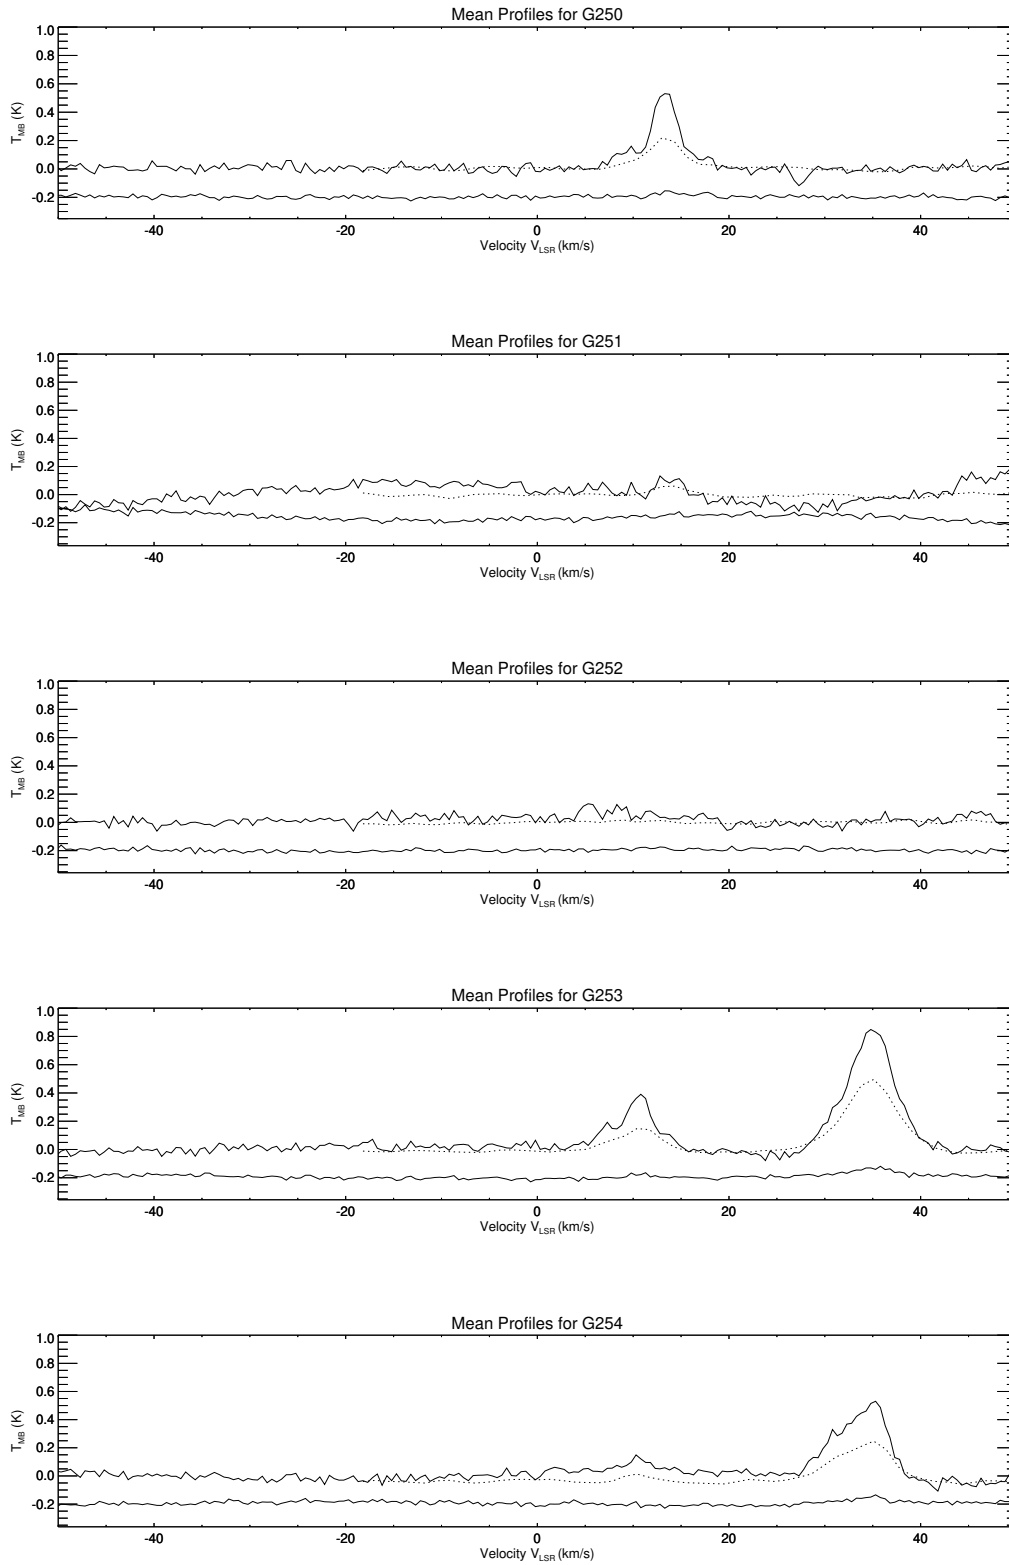 Mean Profiles for G250
1.0
0.8
0.6
0.4
0.2
0.0
-0.2
T_MB (K)
-40 -20 0 20 40
Velocity V_LSR (km/s)
Mean Profiles for G251
1.0
0.8
0.6
0.4
0.2
0.0
-0.2
T_MB (K)
-40 -20 0 20 40
Velocity V_LSR (km/s)
Mean Profiles for G252
1.0
0.8
0.6
0.4
0.2
0.0
-0.2
T_MB (K)
-40 -20 0 20 40
Velocity V_LSR (km/s)
Mean Profiles for G253
1.0
0.8
0.6
0.4
0.2
0.0
-0.2
T_MB (K)
-40 -20 0 20 40
Velocity V_LSR (km/s)
Mean Profiles for G254
1.0
0.8
0.6
0.4
0.2
0.0
-0.2
T_MB (K)
-40 -20 0 20 40
Velocity V_LSR (km/s)